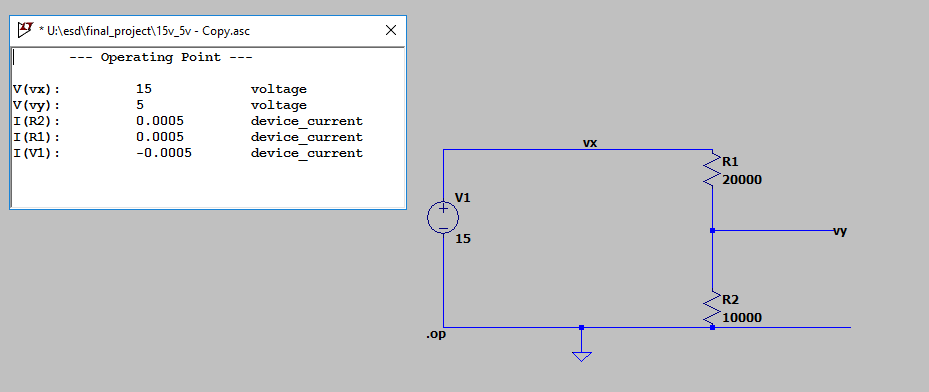 * U:\esd\final_project\15v_5v - Copy.asc
--- Operating Point ---
V(vx): 15 voltage
V(vy): 5 voltage
I(R2): 0.0005 device_current
I(R1): 0.0005 device_current
I(V1): -0.0005 device_current
vx
R1
20000
V1
15
vy
R2
10000
.op